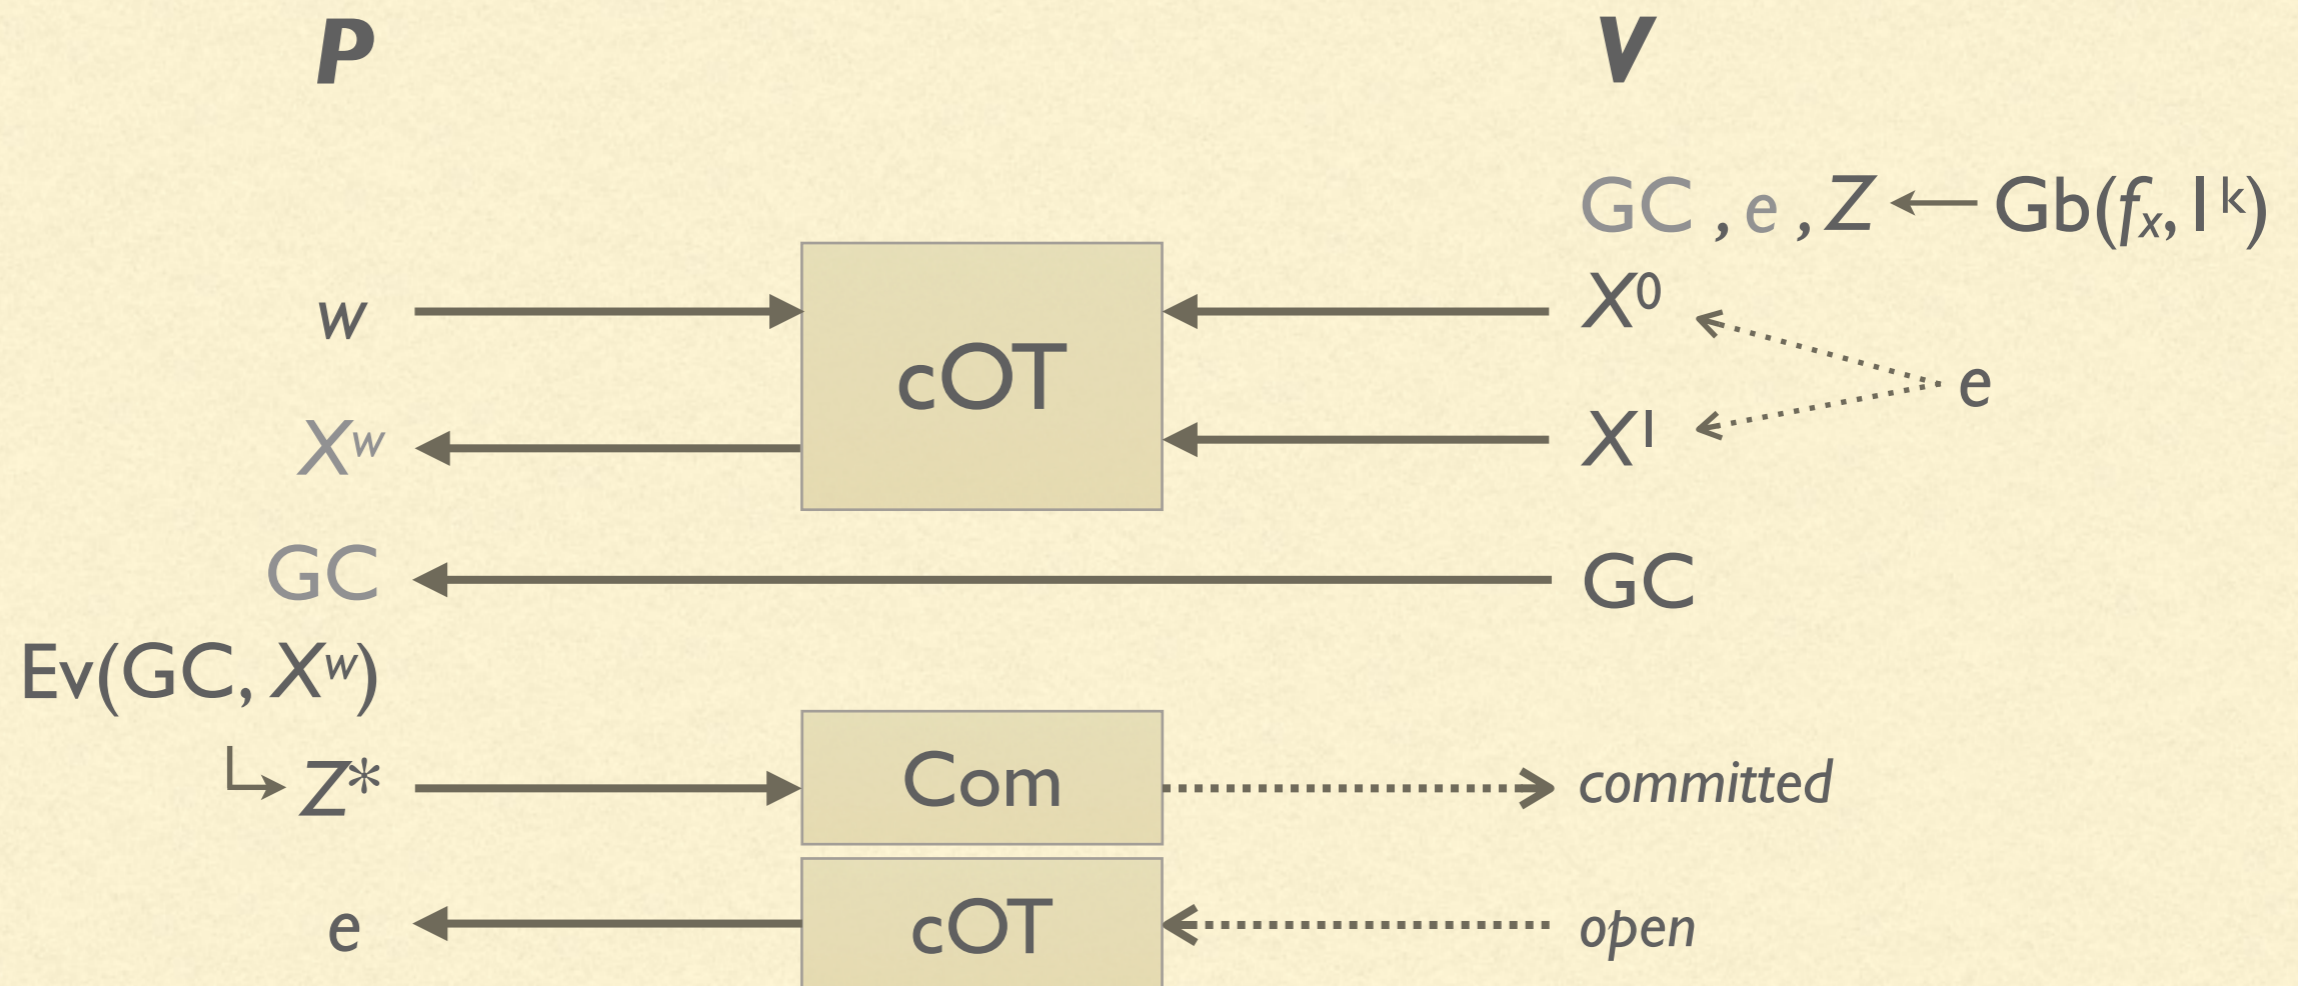 P V
GC , e , Z ← Gb(fx, 1k)
w cOT X0
e
Xw X1
GC GC
Ev(GC, Xw)
Z* Com committed
e cOT open